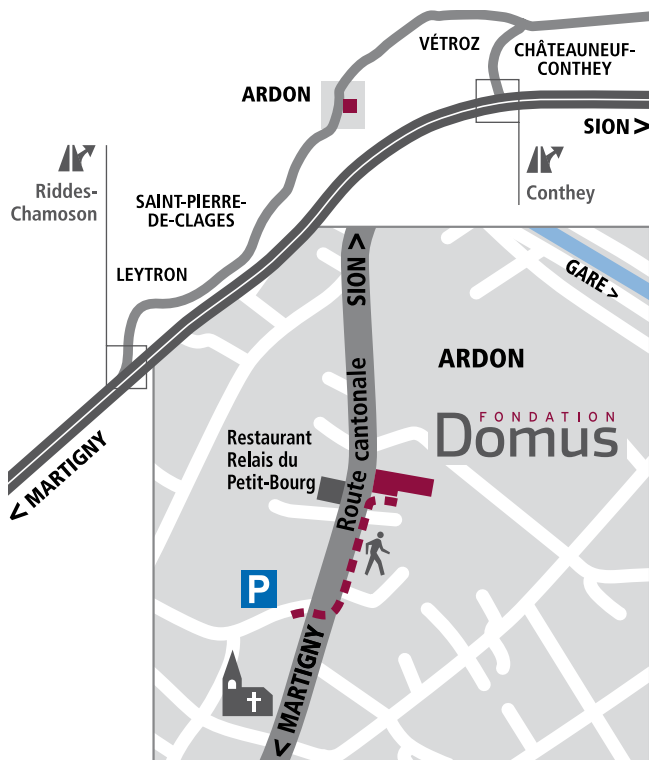 VÉTROZ
CHÂTEAUNEUF-
CONTHEY
ARDON
SION >
Riddes-
Chamoson
Conthey
SAINT-PIERRE-
DE-CLAGES
LEYTRON
< MARTIGNY
SION >
GARE >
ARDON
FONDATION
Domus
Restaurant
Relais du
Petit-Bourg
Route cantonale
P
< MARTIGNY